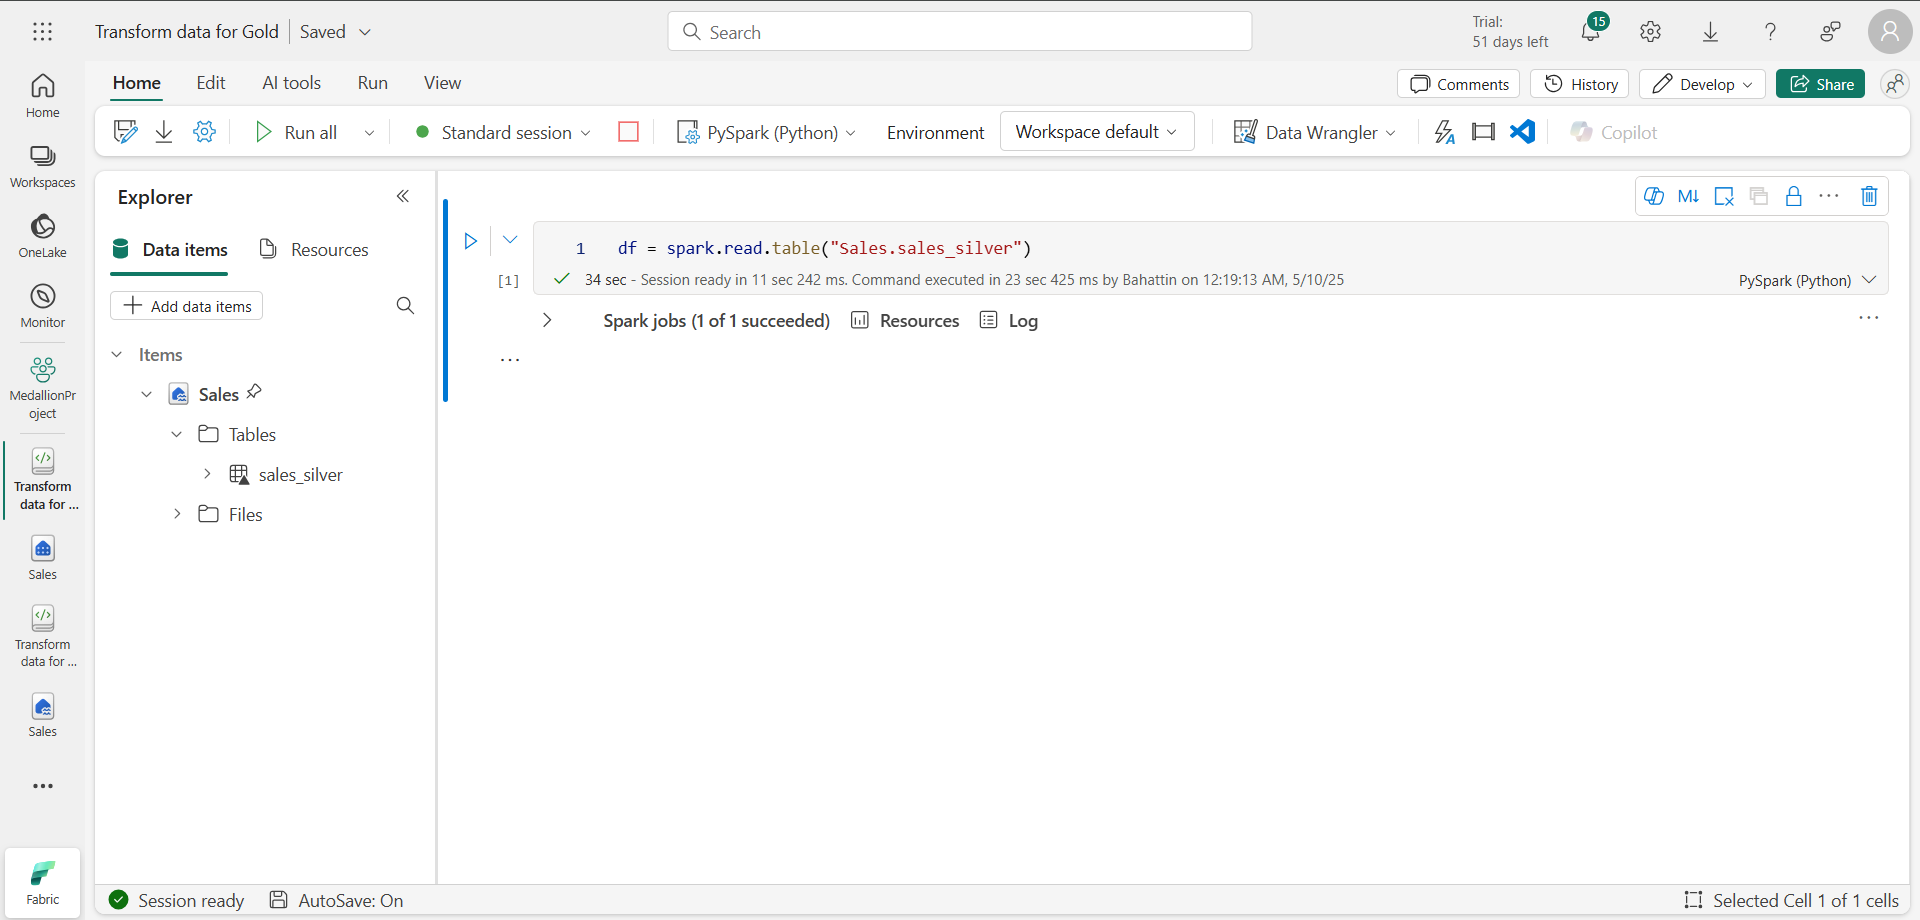 Transform data for Gold
Saved
Search
Trial:
51 days left
15
Home
Edit
AI tools
Run
View
Comments
History
Develop
Share
Run all
Standard session
PySpark (Python)
Environment
Workspace default
Data Wrangler
Copilot
Home
Workspaces
OneLake
Monitor
MedallionPr
oject
Transform
data for ...
Sales
Transform
data for ...
Sales
Fabric
Explorer
Data items
Resources
Add data items
Items
Sales
Tables
sales_silver
Files
M↓
1 df = spark.read.table("Sales.sales_silver")
[1]
34 sec - Session ready in 11 sec 242 ms. Command executed in 23 sec 425 ms by Bahattin on 12:19:13 AM, 5/10/25
PySpark (Python)
Spark jobs (1 of 1 succeeded)
Resources
Log
Session ready
AutoSave: On
Selected Cell 1 of 1 cells